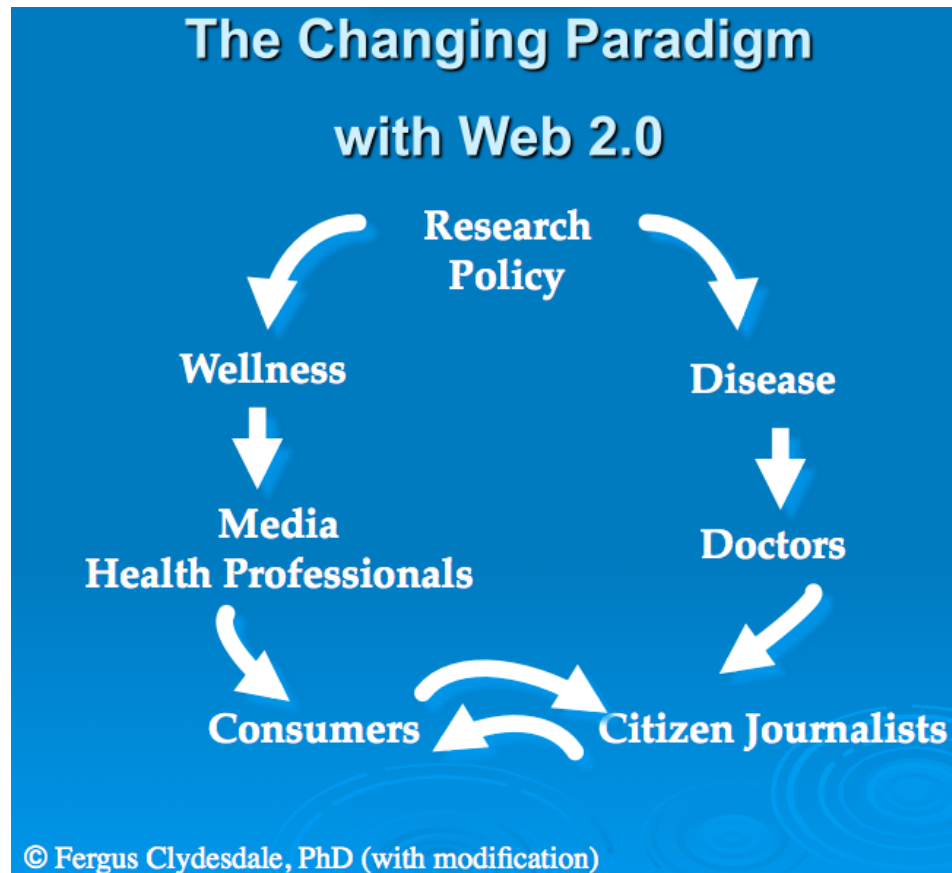 The Changing Paradigm
with Web 2.0
Research
Policy
Wellness
Disease
Media
Health Professionals
Doctors
Consumers
Citizen Journalists
© Fergus Clydesdale, PhD (with modification)